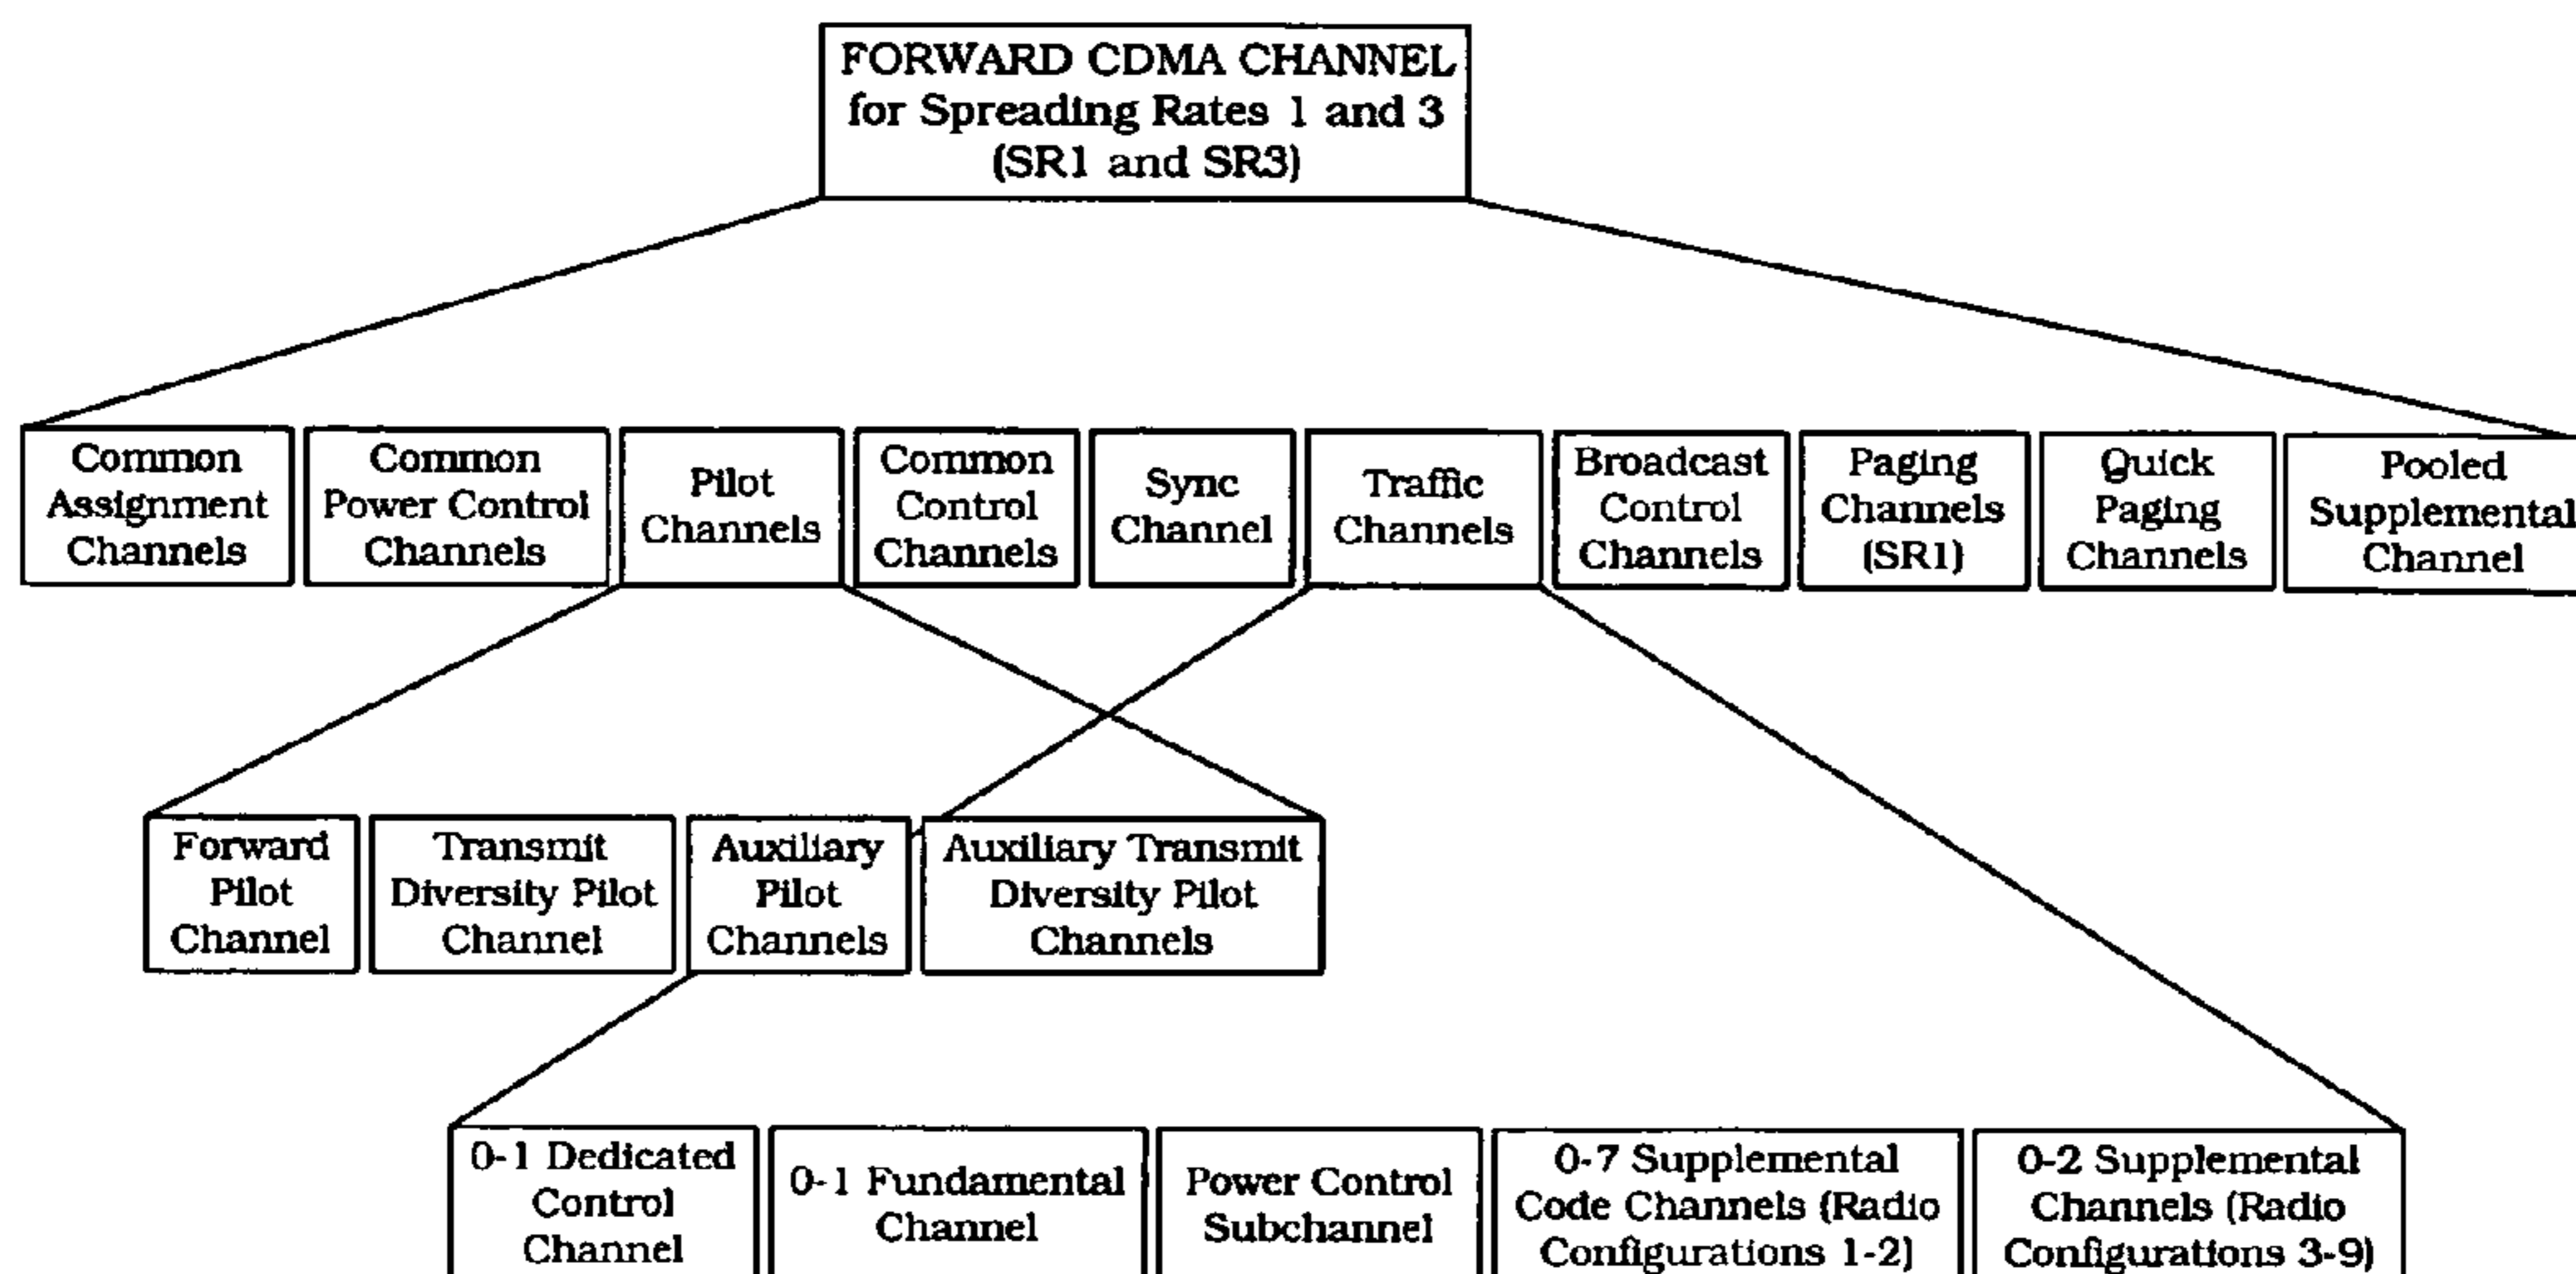 FORWARD CDMA CHANNEL
for Spreading Rates 1 and 3
(SR1 and SR3)
Common
Assignment
Channels
Common
Power Control
Channels
Pilot
Channels
Common
Control
Channels
Sync
Channel
Traffic
Channels
Broadcast
Control
Channels
Paging
Channels
(SR1)
Quick
Paging
Channels
Pooled
Supplemental
Channel
Forward
Pilot
Channel
Transmit
Diversity Pilot
Channel
Auxiliary
Pilot
Channels
Auxiliary Transmit
Diversity Pilot
Channels
0-1 Dedicated
Control
Channel
0-1 Fundamental
Channel
Power Control
Subchannel
0-7 Supplemental
Code Channels (Radio
Configurations 1-2)
0-2 Supplemental
Channels (Radio
Configurations 3-9)